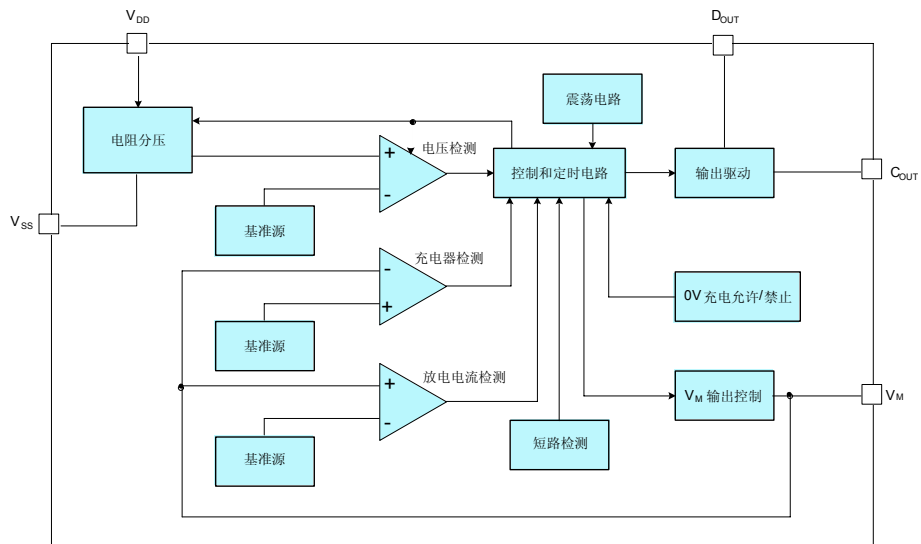 VDD
DOUT
震荡电路
电阻分压
电压检测
+
-
控制和定时电路
输出驱动
COUT
VSS
基准源
充电器检测
-
+
0V 充电允许/禁止
基准源
放电电流检测
+
-
VM 输出控制
VM
短路检测
基准源